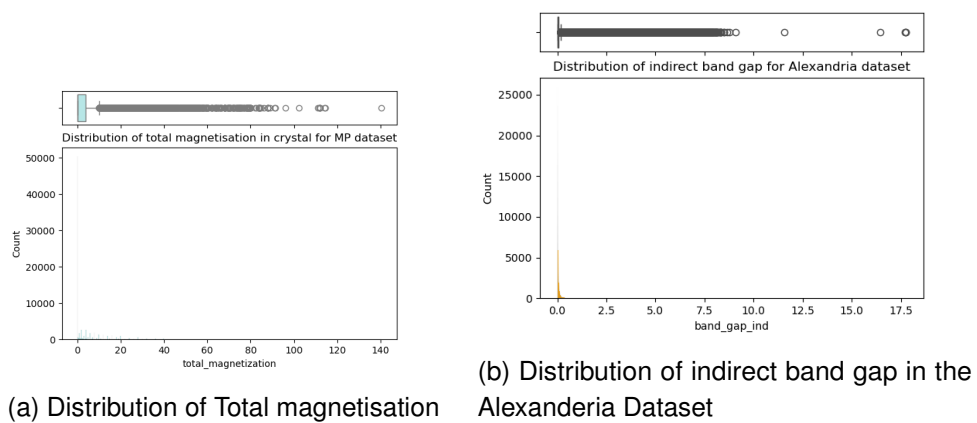 Distribution of total magnetisation in crystal for MP dataset
50000
40000
30000
20000
10000
0
Count
0 20 40 60 80 100 120 140
total_magnetization
(a) Distribution of Total magnetisation
Distribution of indirect band gap for Alexandria dataset
25000
20000
15000
10000
5000
0
Count
0.0 2.5 5.0 7.5 10.0 12.5 15.0 17.5
band_gap_ind
(b) Distribution of indirect band gap in the
Alexanderia Dataset